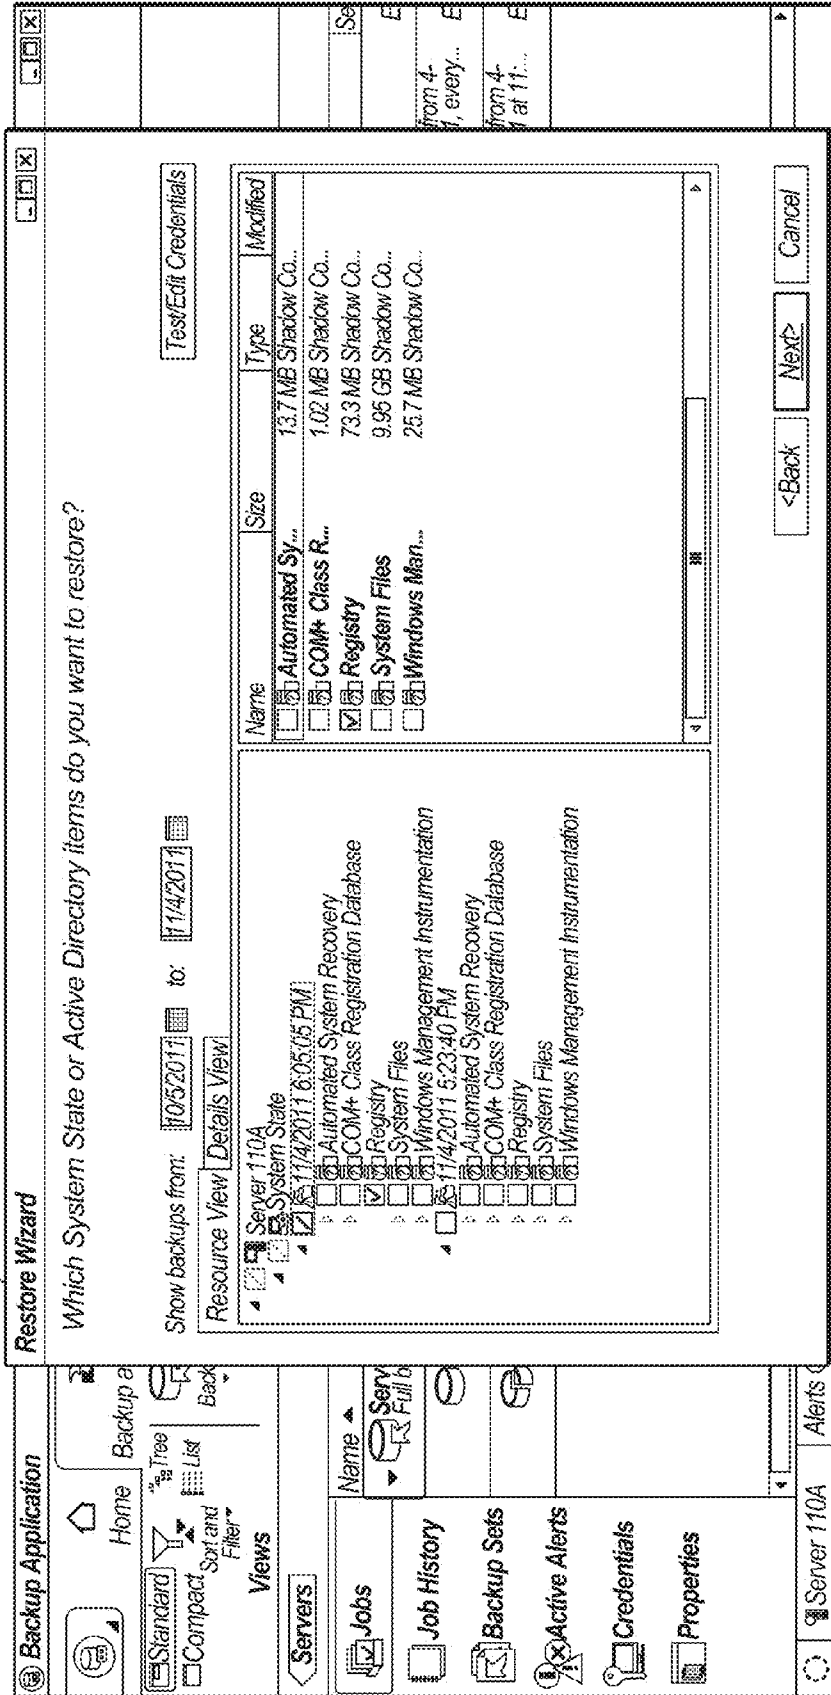 Backup Application
Home
Backup a
Standard
Compact
Sort and
Filter
Tree
List
Views
Back
Servers
Jobs
Job History
Backup Sets
Active Alerts
Credentials
Properties
Name
Serv
Full b
Server 110A
Alerts
Restore Wizard
Which System State or Active Directory items do you want to restore?
Show backups from: 10/5/2011 to: 11/4/2011
Test/Edit Credentials
Resource View Details View
Server 110A
System State
11/4/2011 6:05:05 PM
Automated System Recovery
COM+ Class Registration Database
Registry
System Files
Windows Management Instrumentation
11/4/2011 5:23:40 PM
Automated System Recovery
COM+ Class Registration Database
Registry
System Files
Windows Management Instrumentation
Name Size Type Modified
Automated Sy... 13.7 MB Shadow Co...
COM+ Class R... 1.02 MB Shadow Co...
Registry 73.3 MB Shadow Co...
System Files 9.95 GB Shadow Co...
Windows Man... 25.7 MB Shadow Co...
<Back Next> Cancel
Se
E
from 4-
1, every... E
from 4-
1 at 11:... E